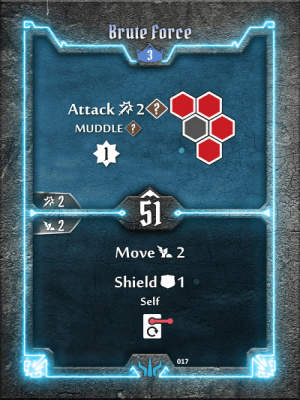 Brute Force
3
Attack 2 ?
MUDDLE ?
1
2
51
2
Move 2
Shield 1
Self
017